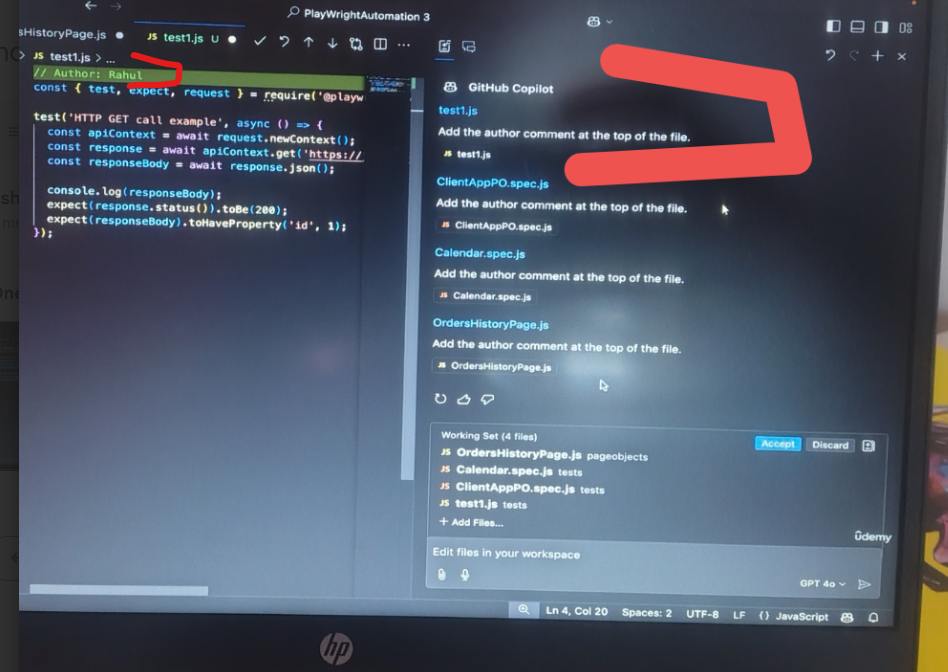 PlayWrightAutomation 3
sHistoryPage.js
JS test1.js U
JS test1.js > ...
// Author: Rahul
const { test, expect, request } = require('@playw
test('HTTP GET call example', async () => {
const apiContext = await request.newContext();
const response = await apiContext.get('https://
const responseBody = await response.json();
console.log(responseBody);
expect(response.status()).toBe(200);
expect(responseBody).toHaveProperty('id', 1);
});
GitHub Copilot
test1.js
Add the author comment at the top of the file.
JS test1.js
ClientAppPO.spec.js
Add the author comment at the top of the file.
JS ClientAppPO.spec.js
Calendar.spec.js
Add the author comment at the top of the file.
JS Calendar.spec.js
OrdersHistoryPage.js
Add the author comment at the top of the file.
JS OrdersHistoryPage.js
Working Set (4 files)
Accept Discard
JS OrdersHistoryPage.js pageobjects
JS Calendar.spec.js tests
JS ClientAppPO.spec.js tests
JS test1.js tests
+ Add Files...
ûdemy
Edit files in your workspace
GPT 4o
Ln 4, Col 20 Spaces: 2 UTF-8 LF {} JavaScript
hp